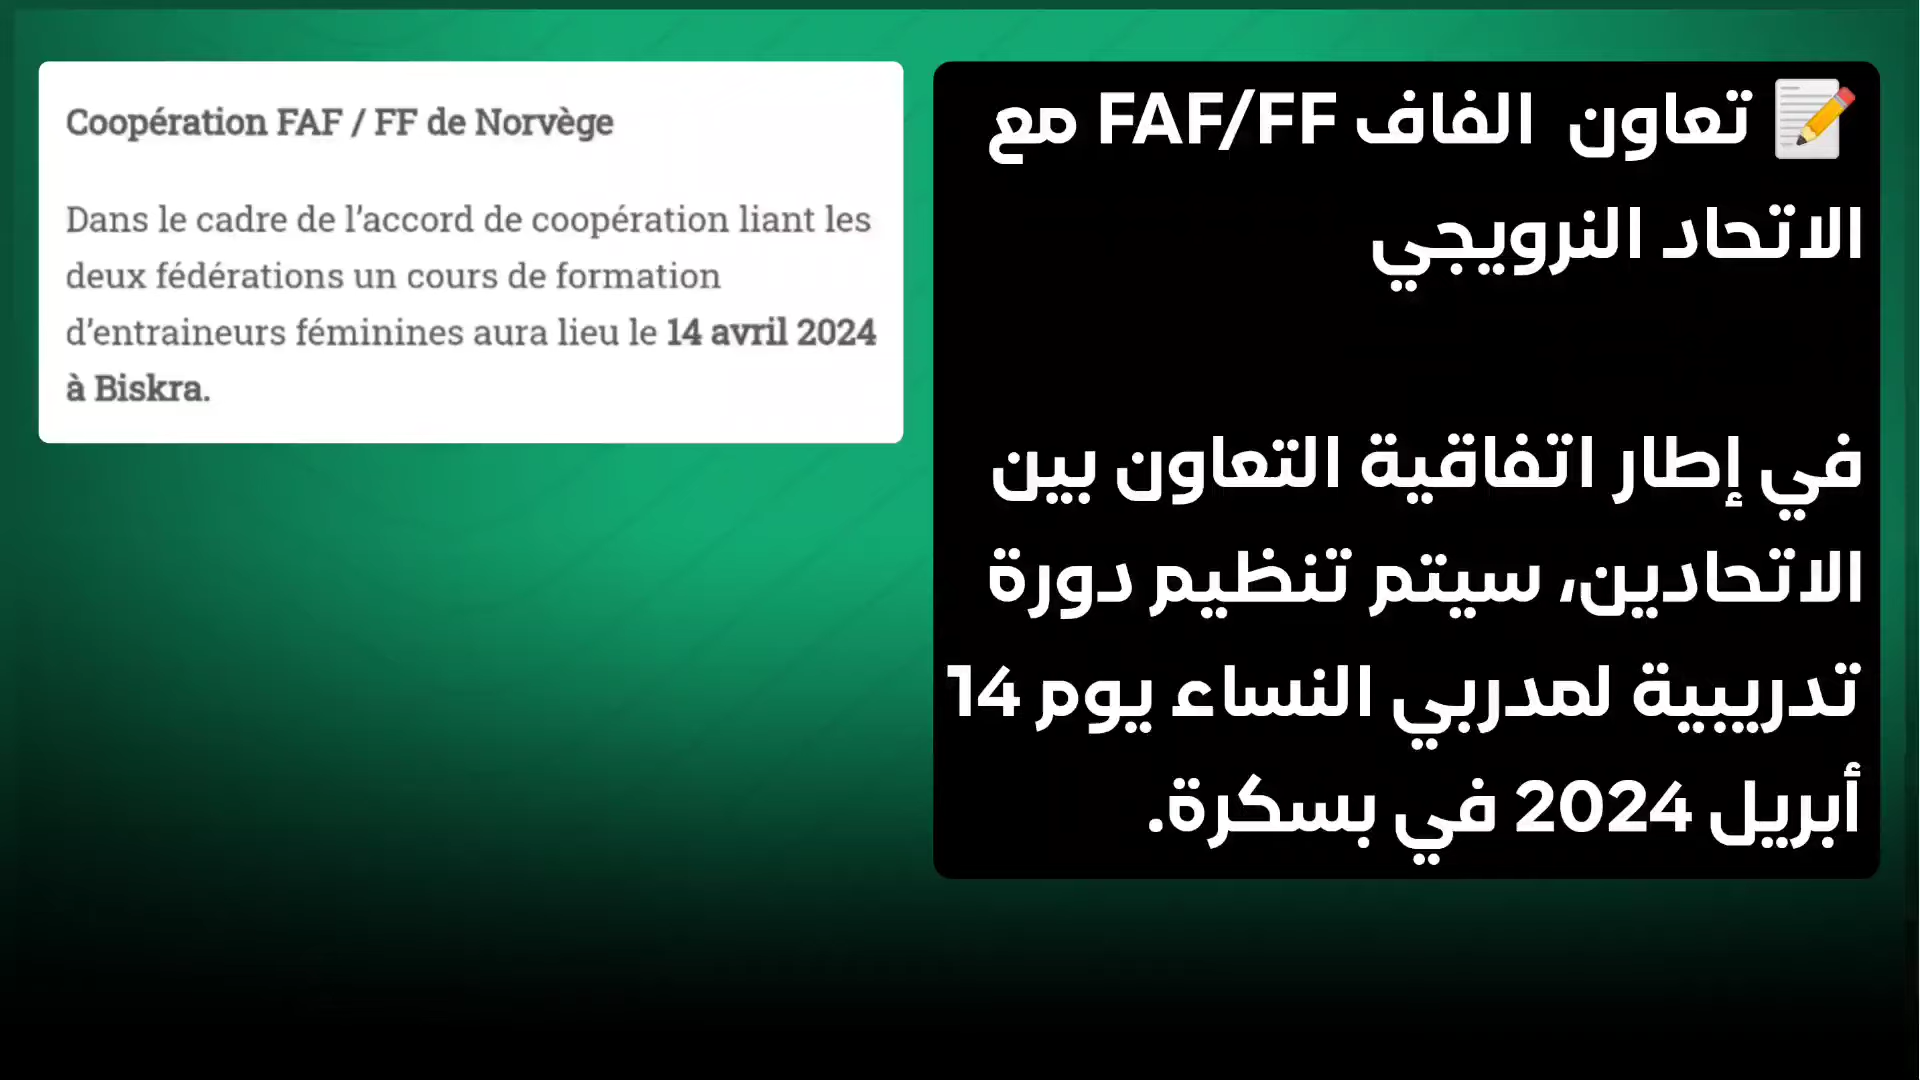 Coopération FAF / FF de Norvège
Dans le cadre de l’accord de coopération liant les
deux fédérations un cours de formation
d’entraineurs féminines aura lieu le 14 avril 2024
à Biskra.
📝 تعاون الفاف FAF/FF مع
الاتحاد النرويجي
في إطار اتفاقية التعاون بين
الاتحادين، سيتم تنظيم دورة
تدريبية لمدربي النساء يوم 14
أبريل 2024 في بسكرة.